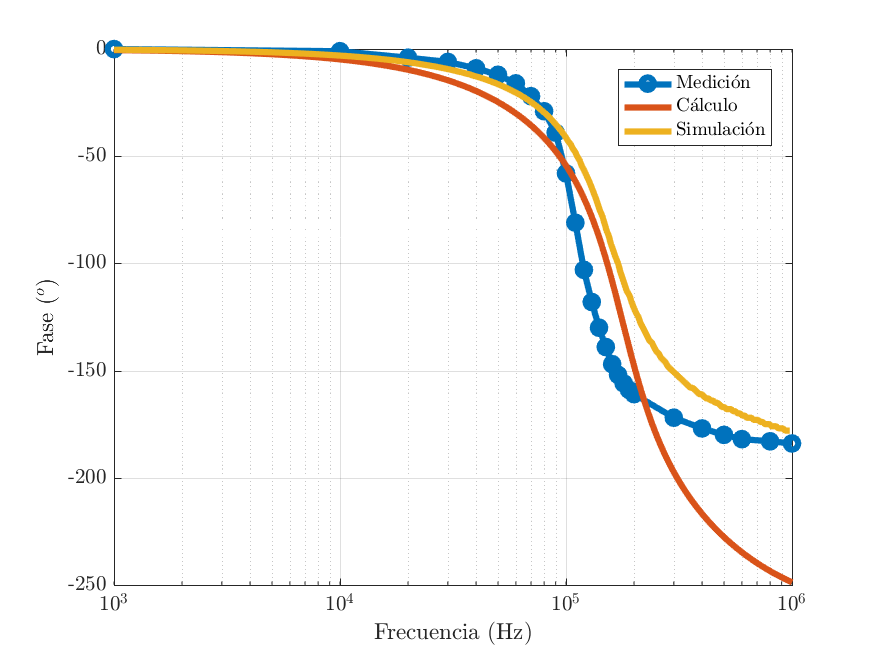 Medición
Cálculo
Simulación
0
-50
-100
-150
-200
-250
Fase (°)
10³ 10⁴ 10⁵ 10⁶
Frecuencia (Hz)